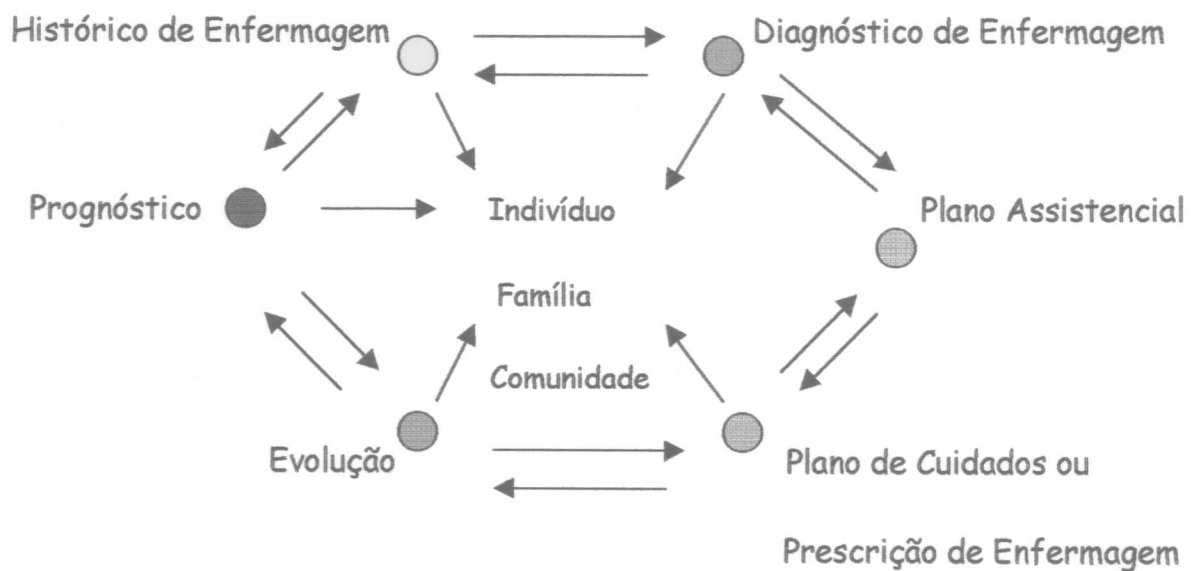 Histórico de Enfermagem
Diagnóstico de Enfermagem
Prognóstico
Indivíduo
Plano Assistencial
Família
Comunidade
Evolução
Plano de Cuidados ou
Prescrição de Enfermagem